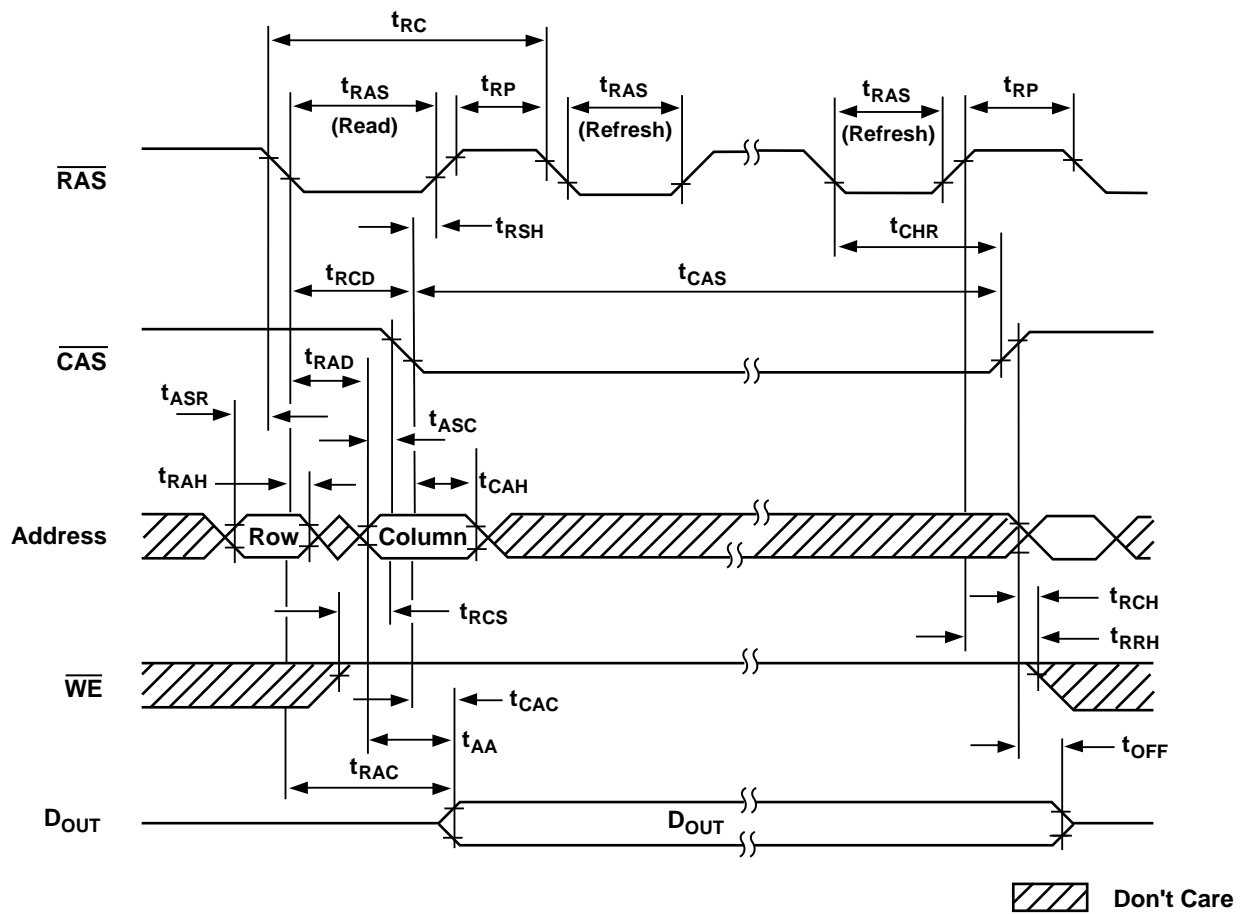 tRC
tRAS
(Read)
tRP
tRAS
(Refresh)
tRAS
(Refresh)
tRP
RAS
tRSH
tCHR
tRCD
tCAS
CAS
tRAD
tASR
tASC
tRAH
tCAH
Address
Row
Column
tRCS
tRCH
tRRH
WE
tCAC
tAA
tOFF
tRAC
DOUT
DOUT
Don't Care